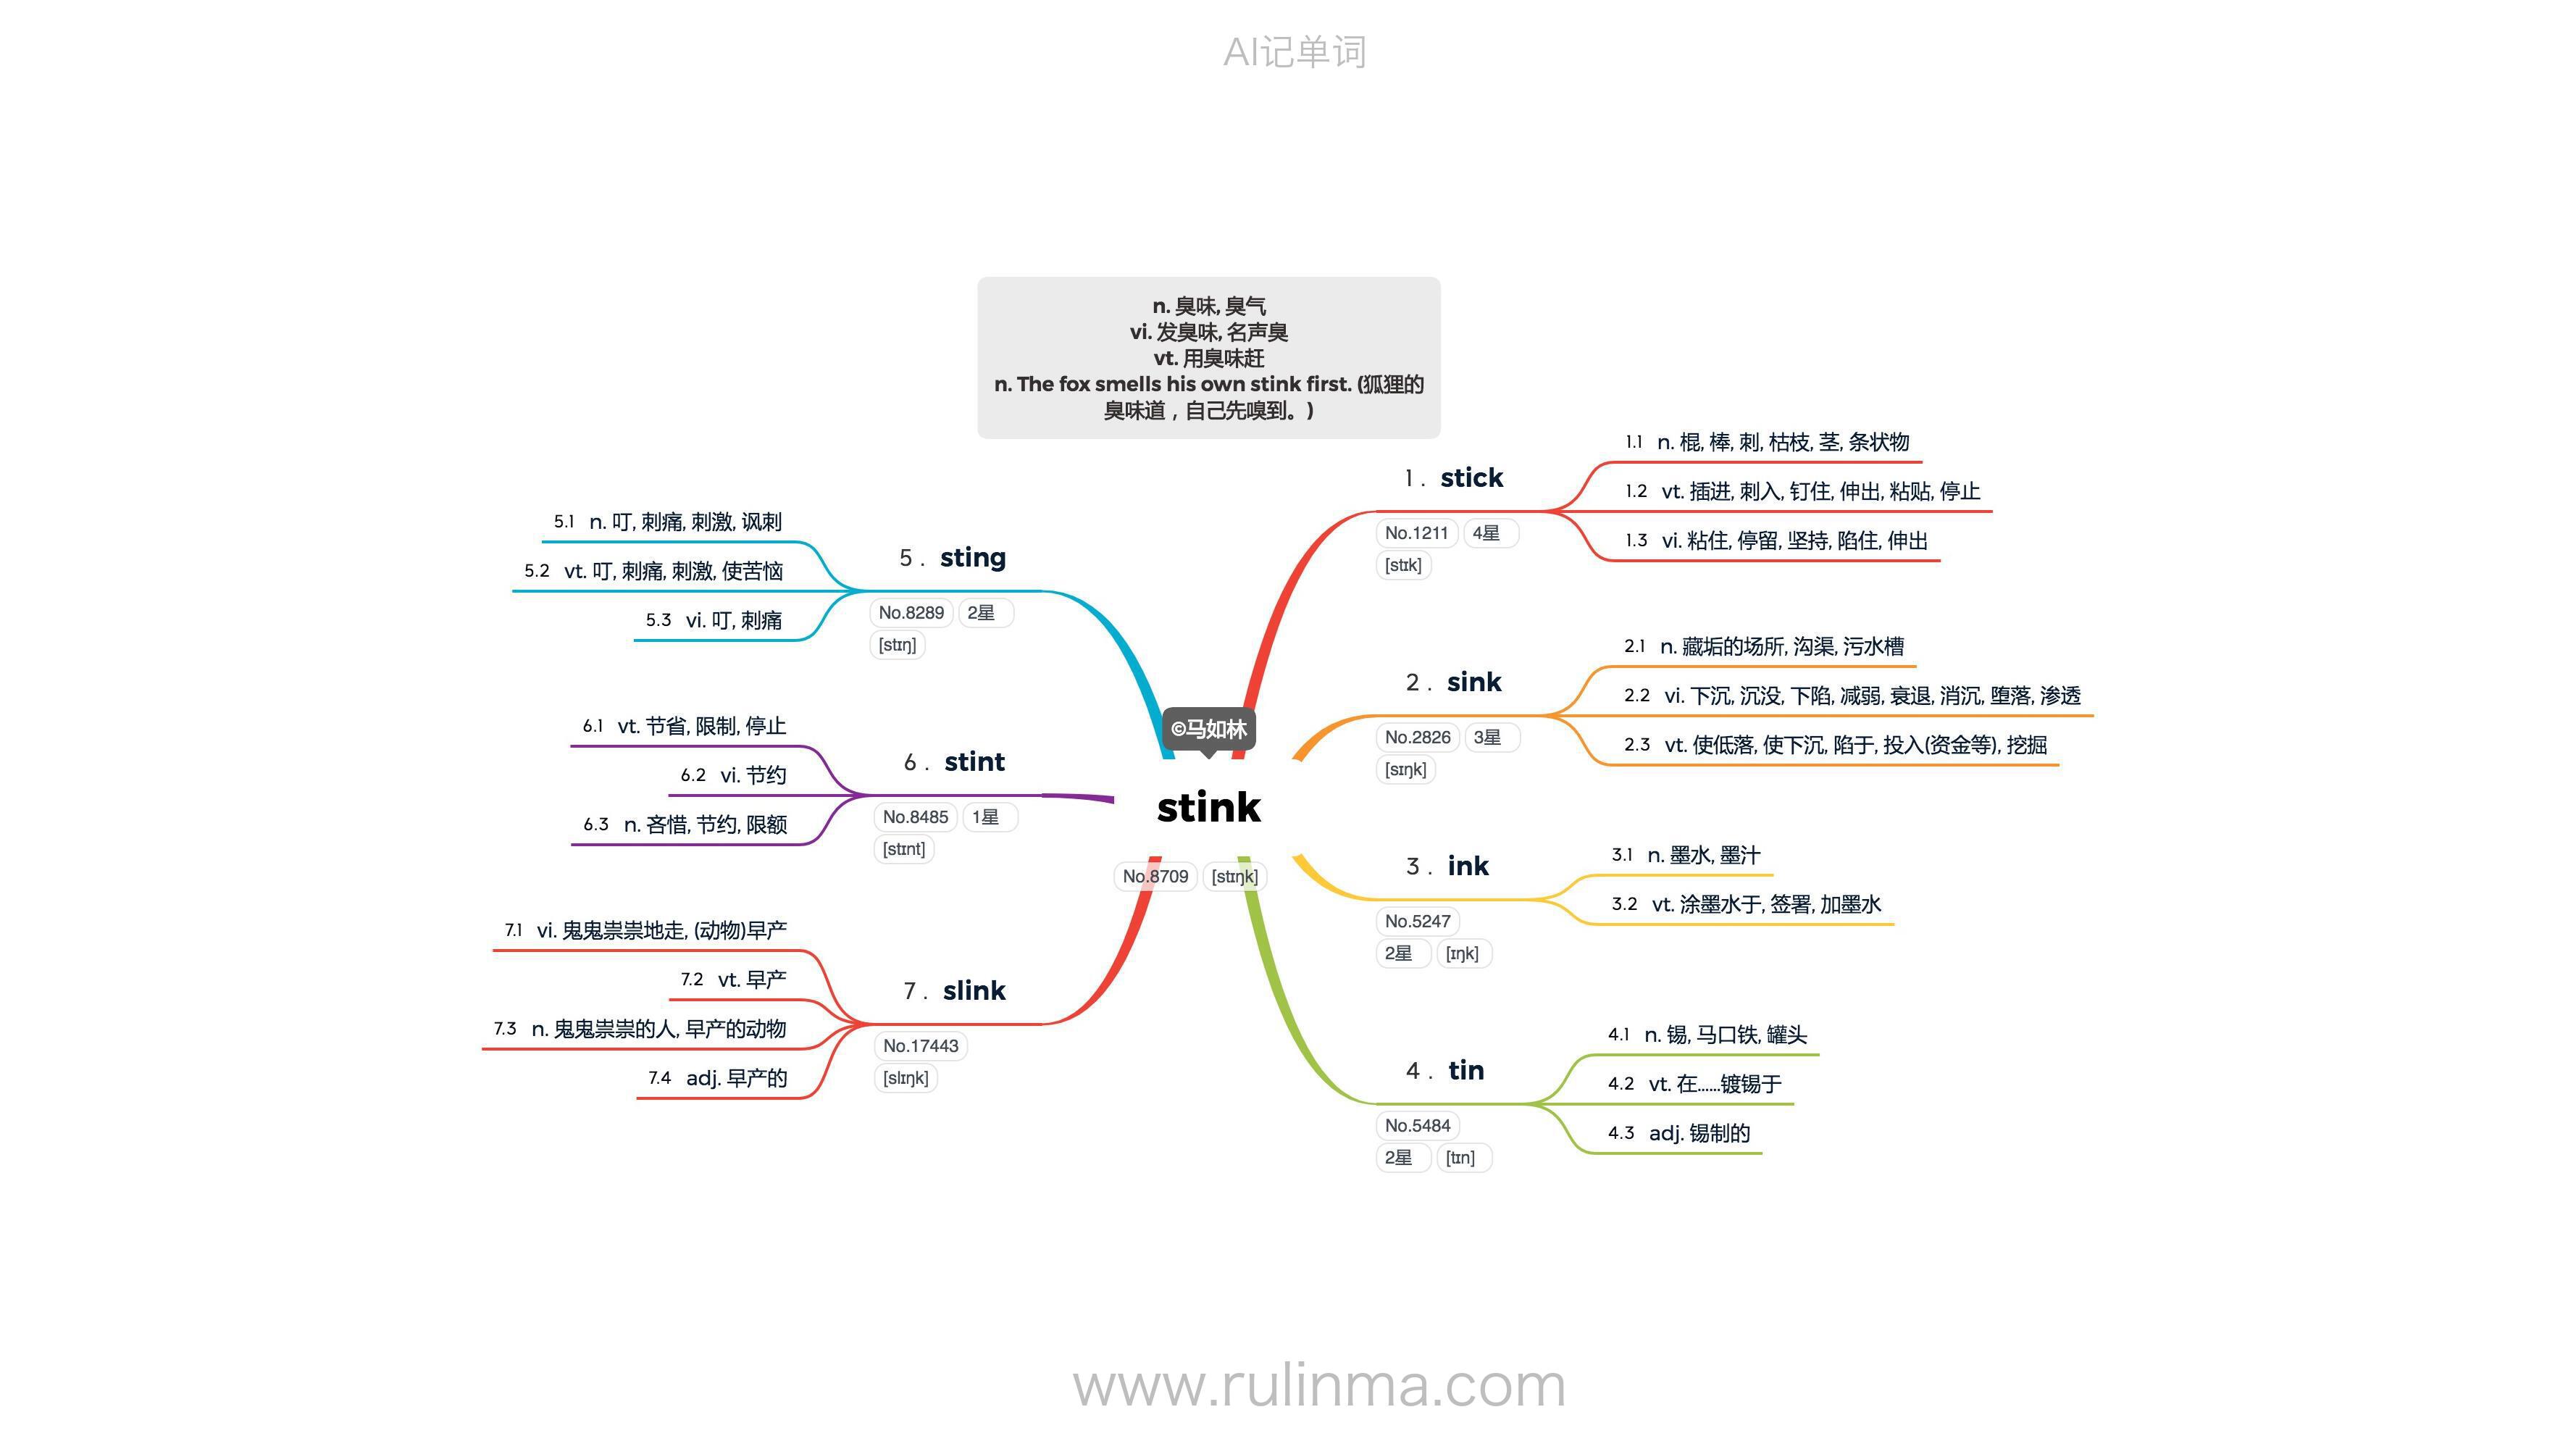 AI记单词
n. 臭味, 臭气
vi. 发臭味, 名声臭
vt. 用臭味赶
n. The fox smells his own stink first. (狐狸的
臭味道，自己先嗅到。)
©马如林
stink
No.8709 [stɪŋk]
1. stick
No.1211 4星
[stɪk]
1.1 n. 棍, 棒, 刺, 枯枝, 茎, 条状物
1.2 vt. 插进, 刺入, 钉住, 伸出, 粘贴, 停止
1.3 vi. 粘住, 停留, 坚持, 陷住, 伸出
2. sink
No.2826 3星
[sɪŋk]
2.1 n. 藏垢的场所, 沟渠, 污水槽
2.2 vi. 下沉, 沉没, 下陷, 减弱, 衰退, 消沉, 堕落, 渗透
2.3 vt. 使低落, 使下沉, 陷于, 投入(资金等), 挖掘
3. ink
No.5247
2星 [ɪŋk]
3.1 n. 墨水, 墨汁
3.2 vt. 涂墨水于, 签署, 加墨水
4. tin
No.5484
2星 [tɪn]
4.1 n. 锡, 马口铁, 罐头
4.2 vt. 在......镀锡于
4.3 adj. 锡制的
5. sting
No.8289 2星
[stɪŋ]
5.1 n. 叮, 刺痛, 刺激, 讽刺
5.2 vt. 叮, 刺痛, 刺激, 使苦恼
5.3 vi. 叮, 刺痛
6. stint
No.8485 1星
[stɪnt]
6.1 vt. 节省, 限制, 停止
6.2 vi. 节约
6.3 n. 吝惜, 节约, 限额
7. slink
No.17443
[slɪŋk]
7.1 vi. 鬼鬼祟祟地走, (动物)早产
7.2 vt. 早产
7.3 n. 鬼鬼祟祟的人, 早产的动物
7.4 adj. 早产的
www.rulinma.com